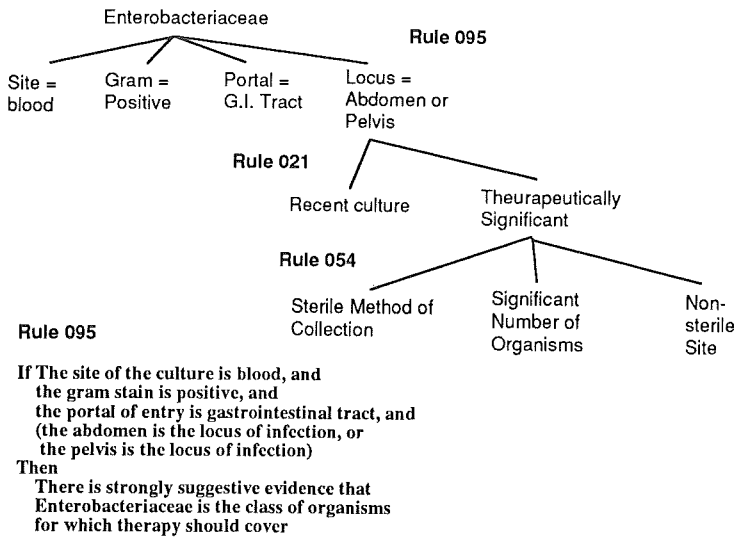 Enterobacteriaceae
Rule 095
Site =
blood
Gram =
Positive
Portal =
G.I. Tract
Locus =
Abdomen or
Pelvis
Rule 021
Recent culture
Theurapeutically
Significant
Rule 054
Sterile Method of
Collection
Significant
Number of
Organisms
Non-
sterile
Site
Rule 095
If The site of the culture is blood, and
the gram stain is positive, and
the portal of entry is gastrointestinal tract, and
(the abdomen is the locus of infection, or
the pelvis is the locus of infection)
Then
There is strongly suggestive evidence that
Enterobacteriaceae is the class of organisms
for which therapy should cover